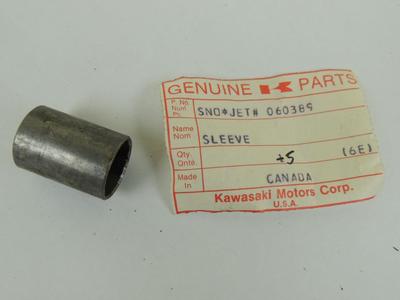 GENUINE K PARTS
P. No.
Num P. SNO*JET# 060389
Name
Nom SLEEVE
Qty.
Qnté. +5 (6E)
Made In CANADA
Kawasaki Motors Corp.
U.S.A.